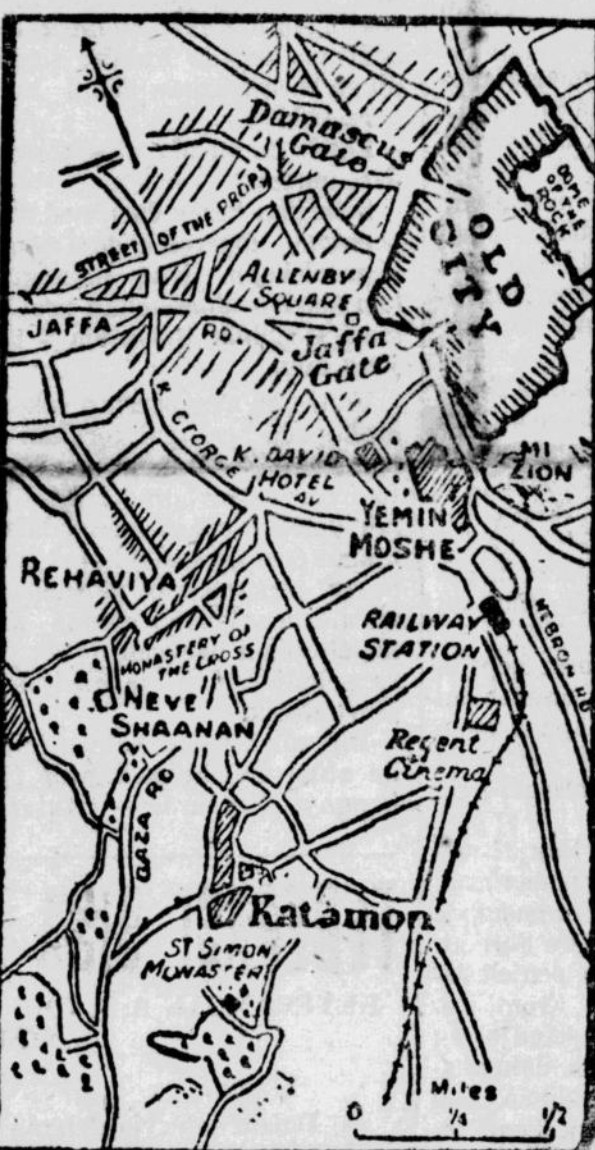 Damascus
Gate
DOME
OF THE
ROCK
OLD
CITY
STREET OF THE PROP.
ALLENBY
SQUARE
JAFFA
RD.
Jaffa
Gate
K. GEORGE
AV
K. DAVID
HOTEL
MT
ZION
YEMIN
MOSHE
REHAVIYA
RAILWAY
STATION
HEBRON RD
MONASTERY OF
THE CROSS
NEVE
SHAANAN
Regent
Cinema
GAZA RD
Katamon
ST SIMON
MONASTERY
Miles
0 1/4 1/2